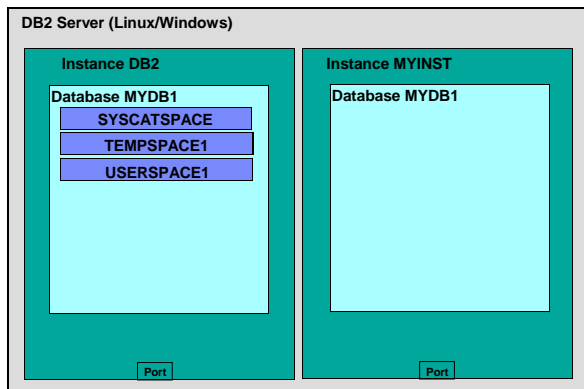 DB2 Server (Linux/Windows)
Instance DB2
Database MYDB1
SYSCATSPACE
TEMPSPACE1
USERSPACE1
Port
Instance MYINST
Database MYDB1
Port